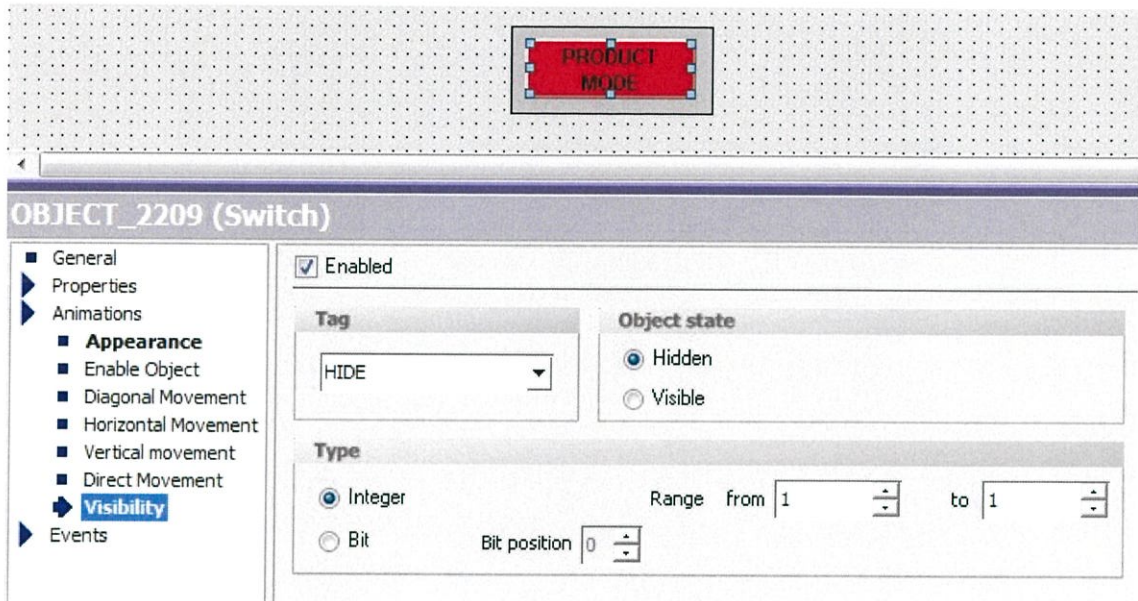 PRODUCT
MODE
OBJECT_2209 (Switch)
General
Properties
Animations
Appearance
Enable Object
Diagonal Movement
Horizontal Movement
Vertical movement
Direct Movement
Visibility
Events
Enabled
Tag
HIDE
Object state
Hidden
Visible
Type
Integer Range from 1 to 1
Bit Bit position 0